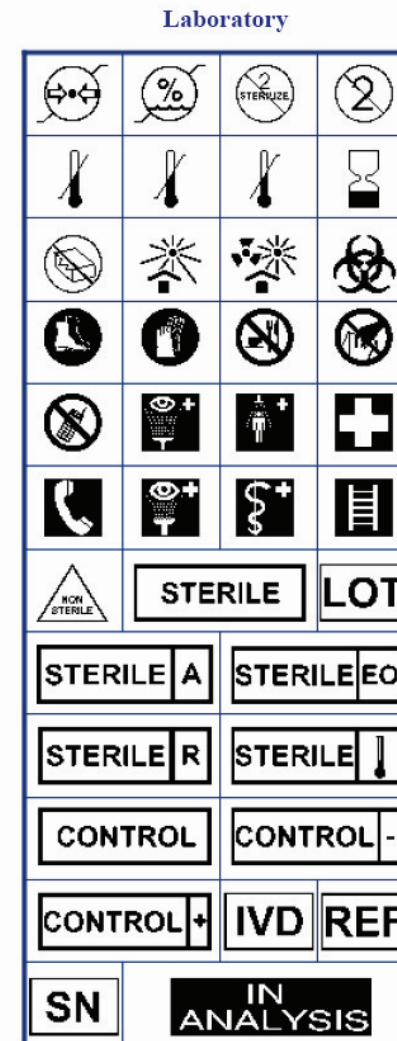 Laboratory
%
2
STERILIZE
2
NON
STERILE
STERILE
LOT
STERILE A
STERILE EO
STERILE R
STERILE
CONTROL
CONTROL -
CONTROL +
IVD
REF
SN
IN
ANALYSIS